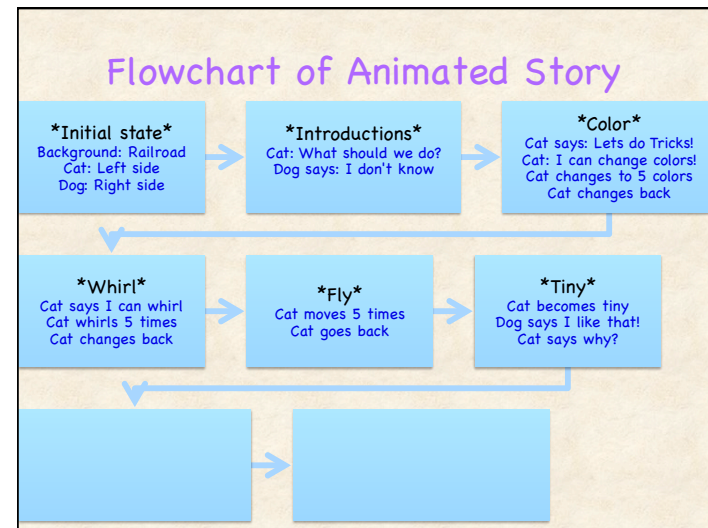 Flowchart of Animated Story
*Initial state*
Background: Railroad
Cat: Left side
Dog: Right side
*Introductions*
Cat: What should we do?
Dog says: I don't know
*Color*
Cat says: Lets do Tricks!
Cat: I can change colors!
Cat changes to 5 colors
Cat changes back
*Whirl*
Cat says I can whirl
Cat whirls 5 times
Cat changes back
*Fly*
Cat moves 5 times
Cat goes back
*Tiny*
Cat becomes tiny
Dog says I like that!
Cat says why?